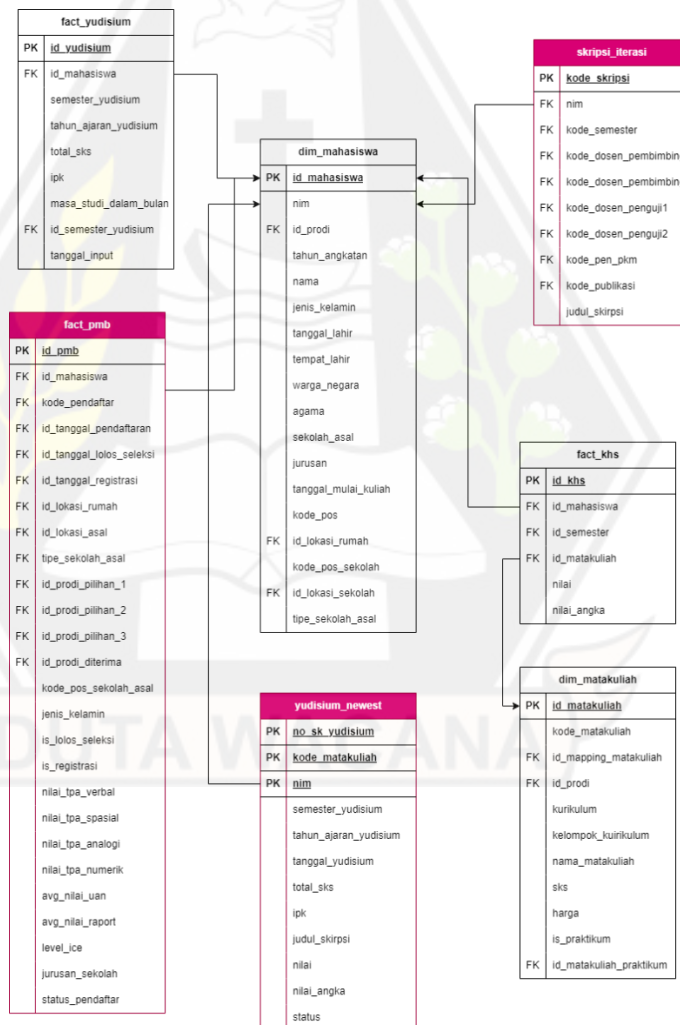 fact_yudisium
PK id_yudisium
FK id_mahasiswa
semester_yudisium
tahun_ajaran_yudisium
total_sks
ipk
masa_studi_dalam_bulan
FK id_semester_yudisium
tanggal_input
fact_pmb
PK id_pmb
FK id_mahasiswa
FK kode_pendaftar
FK id_tanggal_pendaftaran
FK id_tanggal_lolos_seleksi
FK id_tanggal_registrasi
FK id_lokasi_rumah
FK id_lokasi_asal
FK tipe_sekolah_asal
FK id_prodi_pilihan_1
FK id_prodi_pilihan_2
FK id_prodi_pilihan_3
FK id_prodi_diterima
kode_pos_sekolah_asal
jenis_kelamin
is_lolos_seleksi
is_registrasi
nilai_tpa_verbal
nilai_tpa_spasial
nilai_tpa_analogi
nilai_tpa_numerik
avg_nilai_uan
avg_nilai_raport
level_ice
jurusan_sekolah
status_pendaftar
dim_mahasiswa
PK id_mahasiswa
nim
FK id_prodi
tahun_angkatan
nama
jenis_kelamin
tanggal_lahir
tempat_lahir
warga_negara
agama
sekolah_asal
jurusan
tanggal_mulai_kuliah
kode_pos
FK id_lokasi_rumah
kode_pos_sekolah
FK id_lokasi_sekolah
tipe_sekolah_asal
yudisium_newest
PK no_sk_yudisium
PK kode_matakuliah
PK nim
semester_yudisium
tahun_ajaran_yudisium
tanggal_yudisium
total_sks
ipk
judul_skripsi
nilai
nilai_angka
status
skripsi_iterasi
PK kode_skripsi
FK nim
FK kode_semester
FK kode_dosen_pembimbin
FK kode_dosen_pembimbin
FK kode_dosen_penguji1
FK kode_dosen_penguji2
FK kode_pen_pkm
FK kode_publikasi
judul_skirpsi
fact_khs
PK id_khs
FK id_mahasiswa
FK id_semester
FK id_matakuliah
nilai
nilai_angka
dim_matakuliah
PK id_matakuliah
kode_matakuliah
FK id_mapping_matakuliah
FK id_prodi
kurikulum
kelompok_kuirikulum
nama_matakuliah
sks
harga
is_praktikum
FK id_matakuliah_praktikum
DUTA WACANA